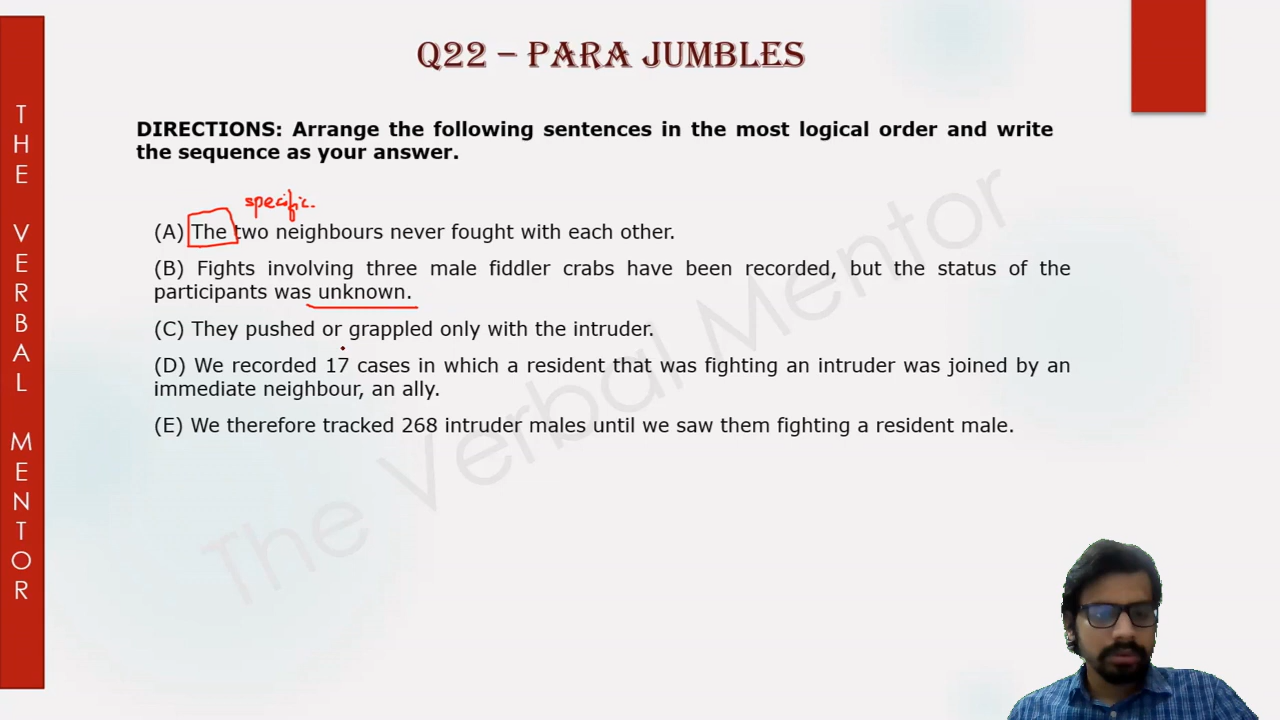 Q22 – PARA JUMBLES
THE VERBAL MENTOR
DIRECTIONS: Arrange the following sentences in the most logical order and write
the sequence as your answer.
specific.
(A) The two neighbours never fought with each other.
(B) Fights involving three male fiddler crabs have been recorded, but the status of the
participants was unknown.
(C) They pushed or grappled only with the intruder.
(D) We recorded 17 cases in which a resident that was fighting an intruder was joined by an
immediate neighbour, an ally.
(E) We therefore tracked 268 intruder males until we saw them fighting a resident male.
The Verbal Mentor